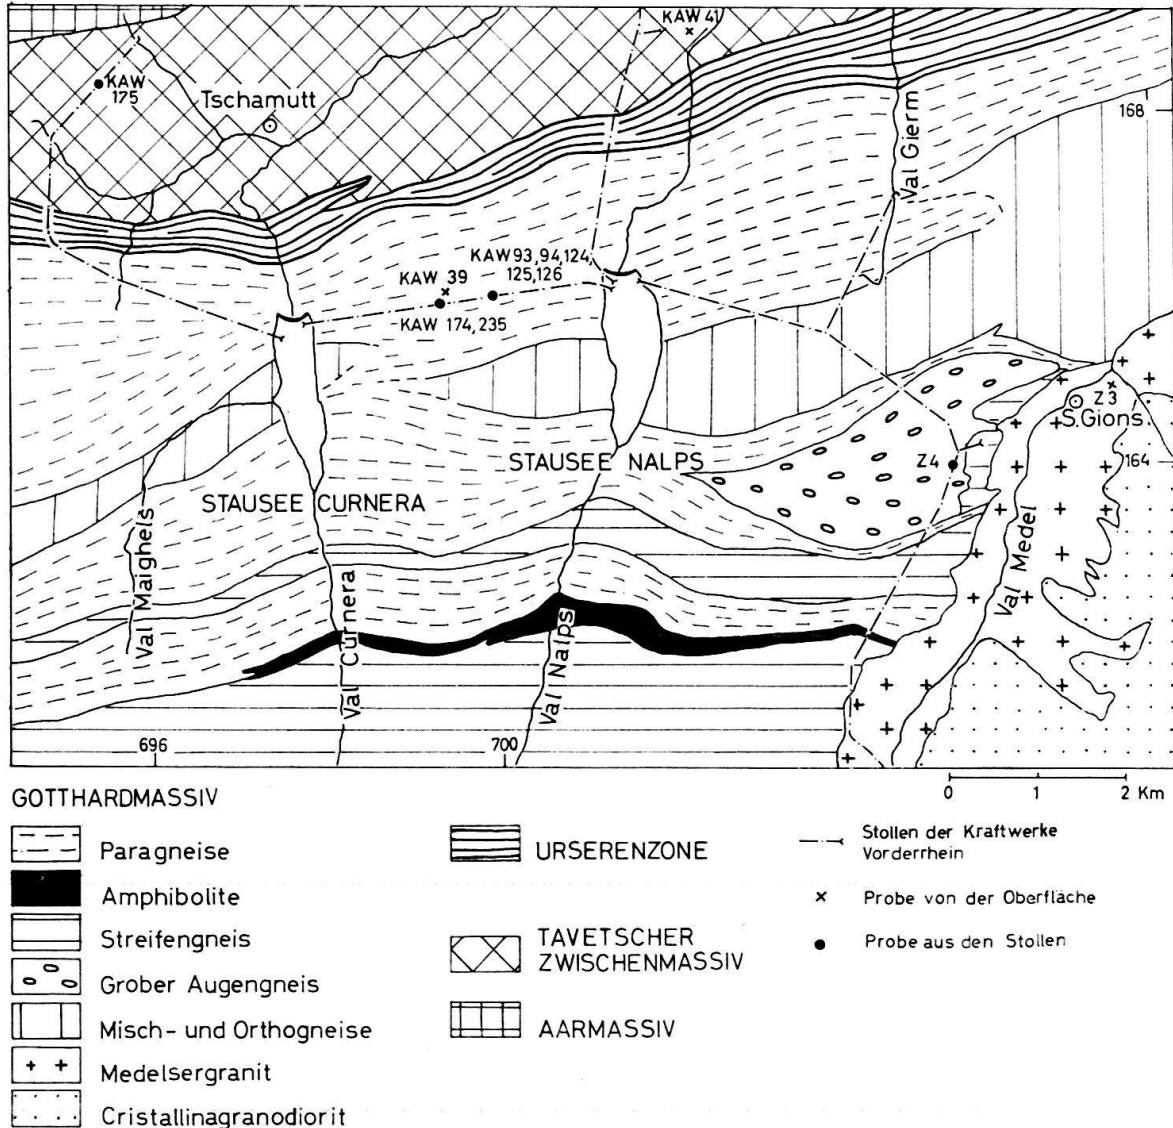 KAW 41
KAW
175
Tschamutt
168
Val Gierm
KAW 93,94,124,
125,126
KAW 39
KAW 174,235
Z3
S.Gions
STAUSEE NALPS
Z4
164
STAUSEE CURNERA
Val Maighels
Val Curnera
Val Nalps
Val Medel
696
700
0 1 2 Km
GOTTHARDMASSIV
Paragneise
Amphibolite
Streifengneis
Grober Augengneis
Misch- und Orthogneise
Medelsergranit
Cristallinagranodiorit
URSERENZONE
TAVETSCHER
ZWISCHENMASSIV
AARMASSIV
Stollen der Kraftwerke
Vorderrhein
Probe von der Oberfläche
Probe aus den Stollen